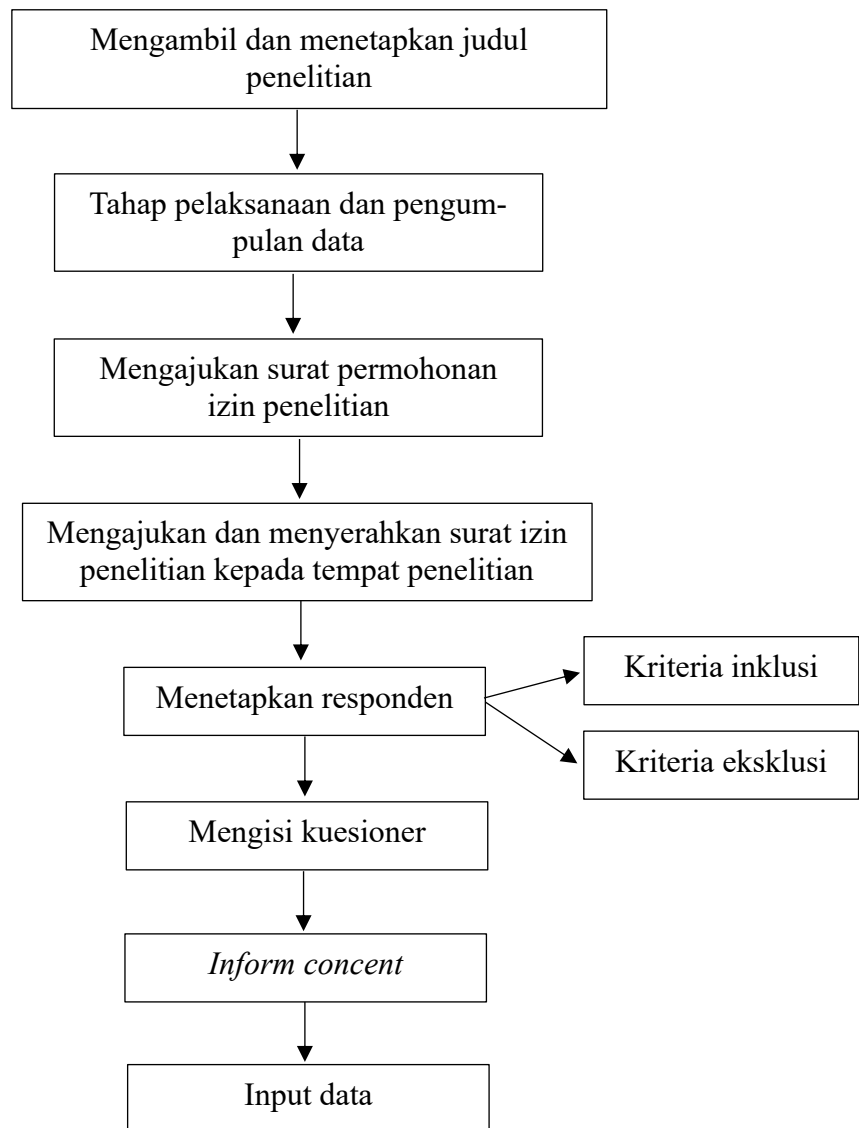 Mengambil dan menetapkan judul
penelitian
Tahap pelaksanaan dan pengum-
pulan data
Mengajukan surat permohonan
izin penelitian
Mengajukan dan menyerahkan surat izin
penelitian kepada tempat penelitian
Menetapkan responden
Kriteria inklusi
Kriteria eksklusi
Mengisi kuesioner
Inform concent
Input data